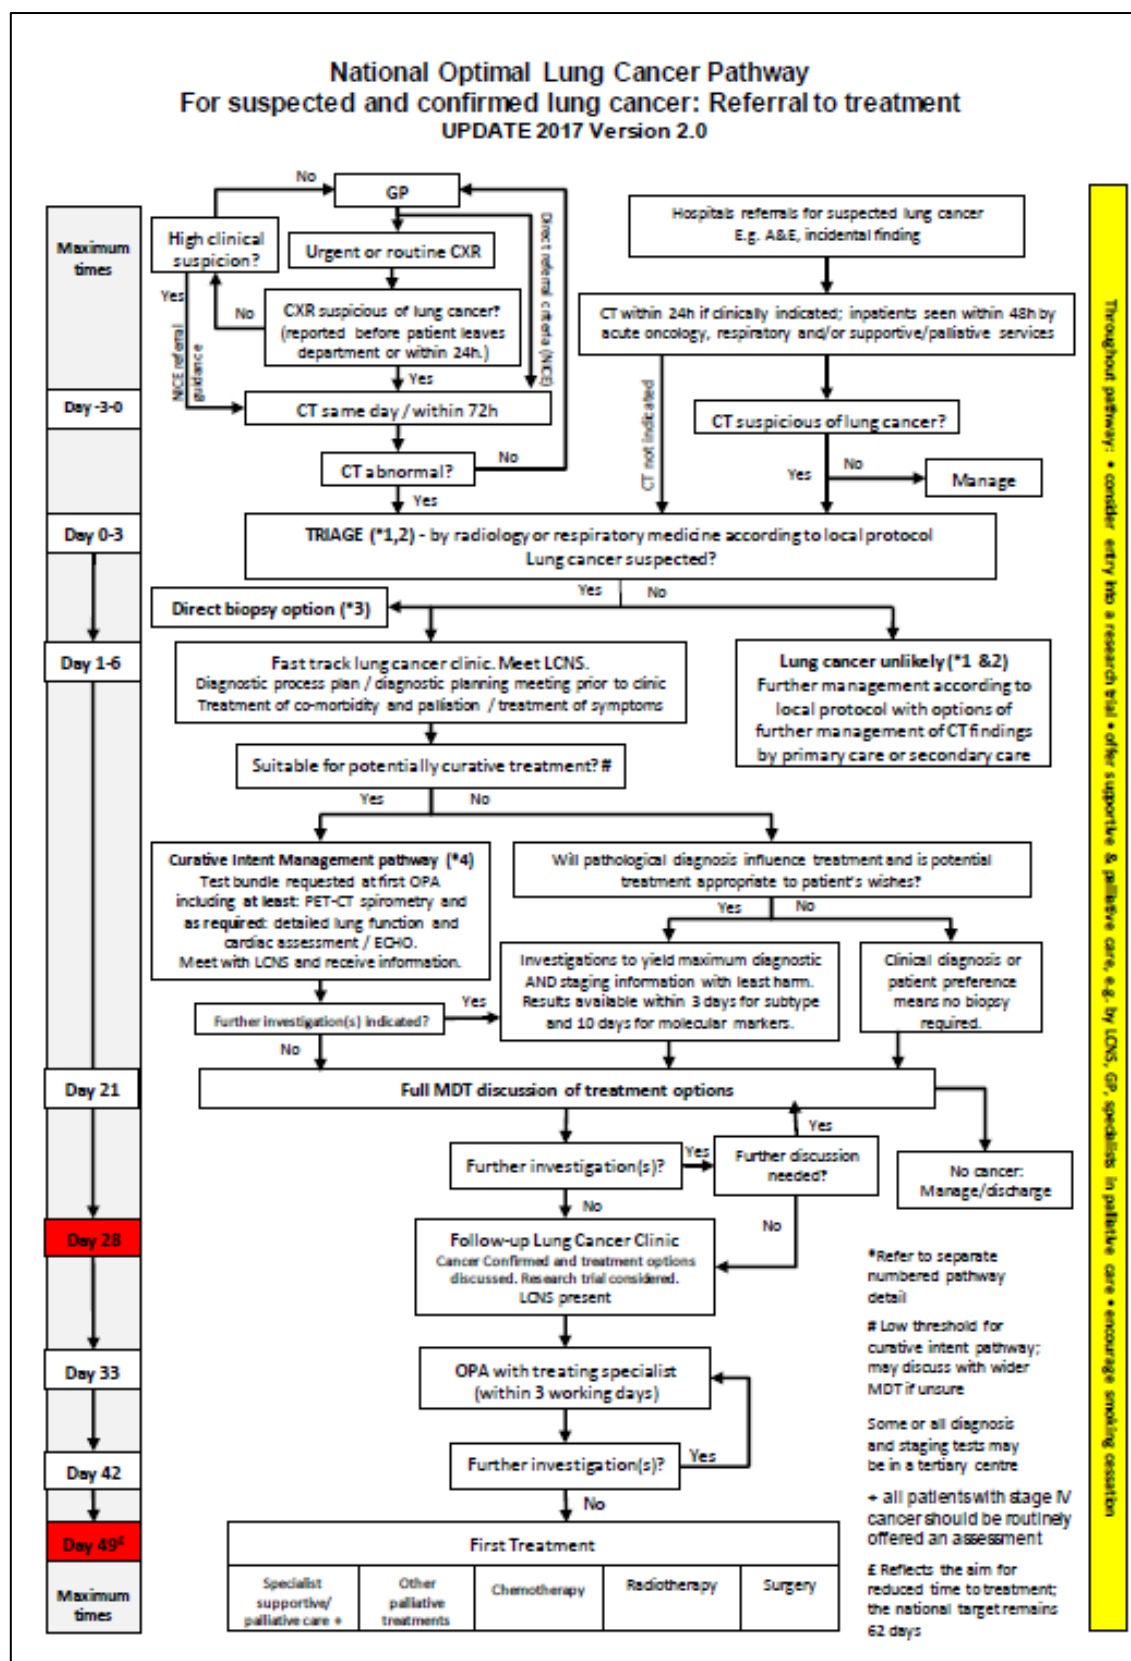 National Optimal Lung Cancer Pathway
For suspected and confirmed lung cancer: Referral to treatment
UPDATE 2017 Version 2.0
Maximum
times
Day -3-0
Day 0-3
Day 1-6
Day 21
Day 28
Day 33
Day 42
Day 49£
Maximum
times
No
GP
High clinical
suspicion?
Urgent or routine CXR
Direct referral criteria (NICE)
Yes
No
CXR suspicious of lung cancer?
(reported before patient leaves
department or within 24h.)
NICE referral
guidance
Yes
CT same day / within 72h
CT abnormal?
No
Yes
Hospitals referrals for suspected lung cancer
E.g. A&E, incidental finding
CT within 24h if clinically indicated; inpatients seen within 48h by
acute oncology, respiratory and/or supportive/palliative services
CT not indicated
CT suspicious of lung cancer?
Yes
No
Manage
TRIAGE (*1,2) - by radiology or respiratory medicine according to local protocol
Lung cancer suspected?
Yes
No
Direct biopsy option (*3)
Fast track lung cancer clinic. Meet LCNS.
Diagnostic process plan / diagnostic planning meeting prior to clinic
Treatment of co-morbidity and palliation / treatment of symptoms
Lung cancer unlikely (*1 &2)
Further management according to
local protocol with options of
further management of CT findings
by primary care or secondary care
Suitable for potentially curative treatment? #
Yes
No
Curative Intent Management pathway (*4)
Test bundle requested at first OPA
including at least: PET-CT spirometry and
as required: detailed lung function and
cardiac assessment / ECHO.
Meet with LCNS and receive information.
Will pathological diagnosis influence treatment and is potential
treatment appropriate to patient's wishes?
Yes
No
Investigations to yield maximum diagnostic
AND staging information with least harm.
Results available within 3 days for subtype
and 10 days for molecular markers.
Clinical diagnosis or
patient preference
means no biopsy
required.
Further investigation(s) indicated?
Yes
No
Full MDT discussion of treatment options
Further investigation(s)?
Yes
Further discussion
needed?
Yes
No
No
No cancer:
Manage/discharge
Follow-up Lung Cancer Clinic
Cancer Confirmed and treatment options
discussed. Research trial considered.
LCNS present
OPA with treating specialist
(within 3 working days)
Further investigation(s)?
Yes
No
First Treatment
Specialist
supportive/
palliative care +
Other
palliative
treatments
Chemotherapy
Radiotherapy
Surgery
*Refer to separate
numbered pathway
detail
# Low threshold for
curative intent pathway;
may discuss with wider
MDT if unsure
Some or all diagnosis
and staging tests may
be in a tertiary centre
+ all patients with stage IV
cancer should be routinely
offered an assessment
£ Reflects the aim for
reduced time to treatment;
the national target remains
62 days
Throughout pathway: • consider entry into a research trial • offer supportive & palliative care, e.g. by LCNS, GP, specialists in palliative care • encourage smoking cessation